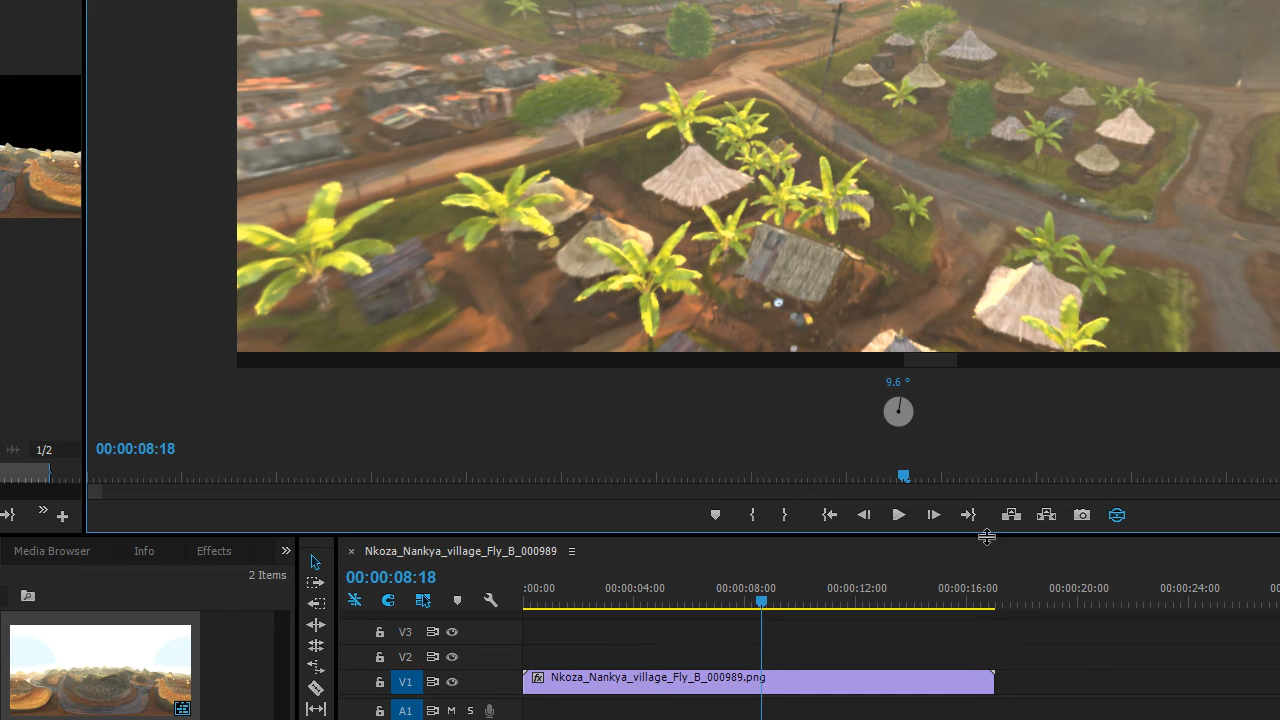 9.6 °
1/2
00:00:08:18
Media Browser
Info
Effects
2 Items
Nkoza_Nankya_village_Fly_B_000989
00:00:08:18
:00:00
00:00:04:00
00:00:08:00
00:00:12:00
00:00:16:00
00:00:20:00
00:00:24:00
00
V3
V2
V1
Nkoza_Nankya_village_Fly_B_000989.png
A1
M
S